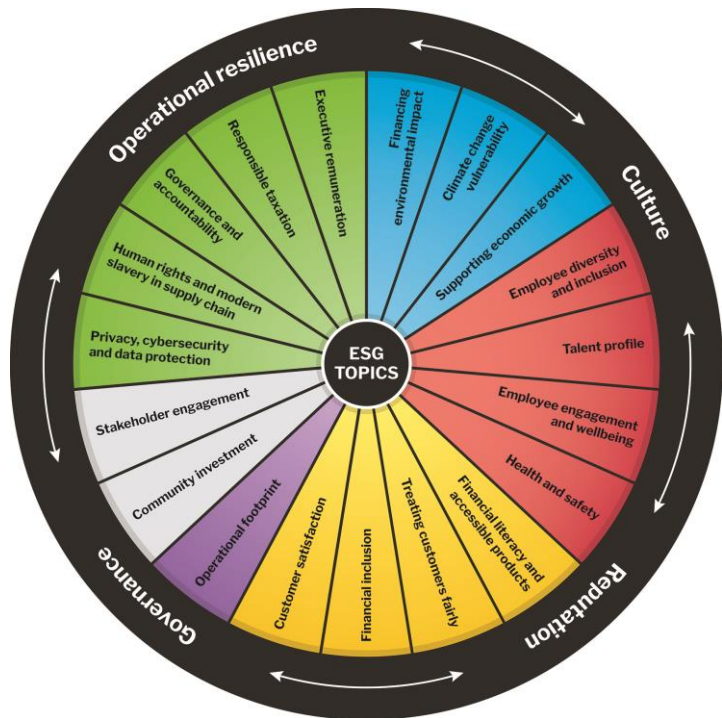 Operational resilience
Culture
Reputation
Governance
ESG
TOPICS
Financing
environmental impact
Climate change
vulnerability
Supporting economic growth
Employee diversity
and inclusion
Talent profile
Employee engagement
and wellbeing
Health and safety
Financial literacy and
accessible products
Treating customers fairly
Financial inclusion
Customer satisfaction
Operational footprint
Community investment
Stakeholder engagement
Privacy, cybersecurity
and data protection
Human rights and modern
slavery in supply chain
Governance and
accountability
Responsible taxation
Executive remuneration